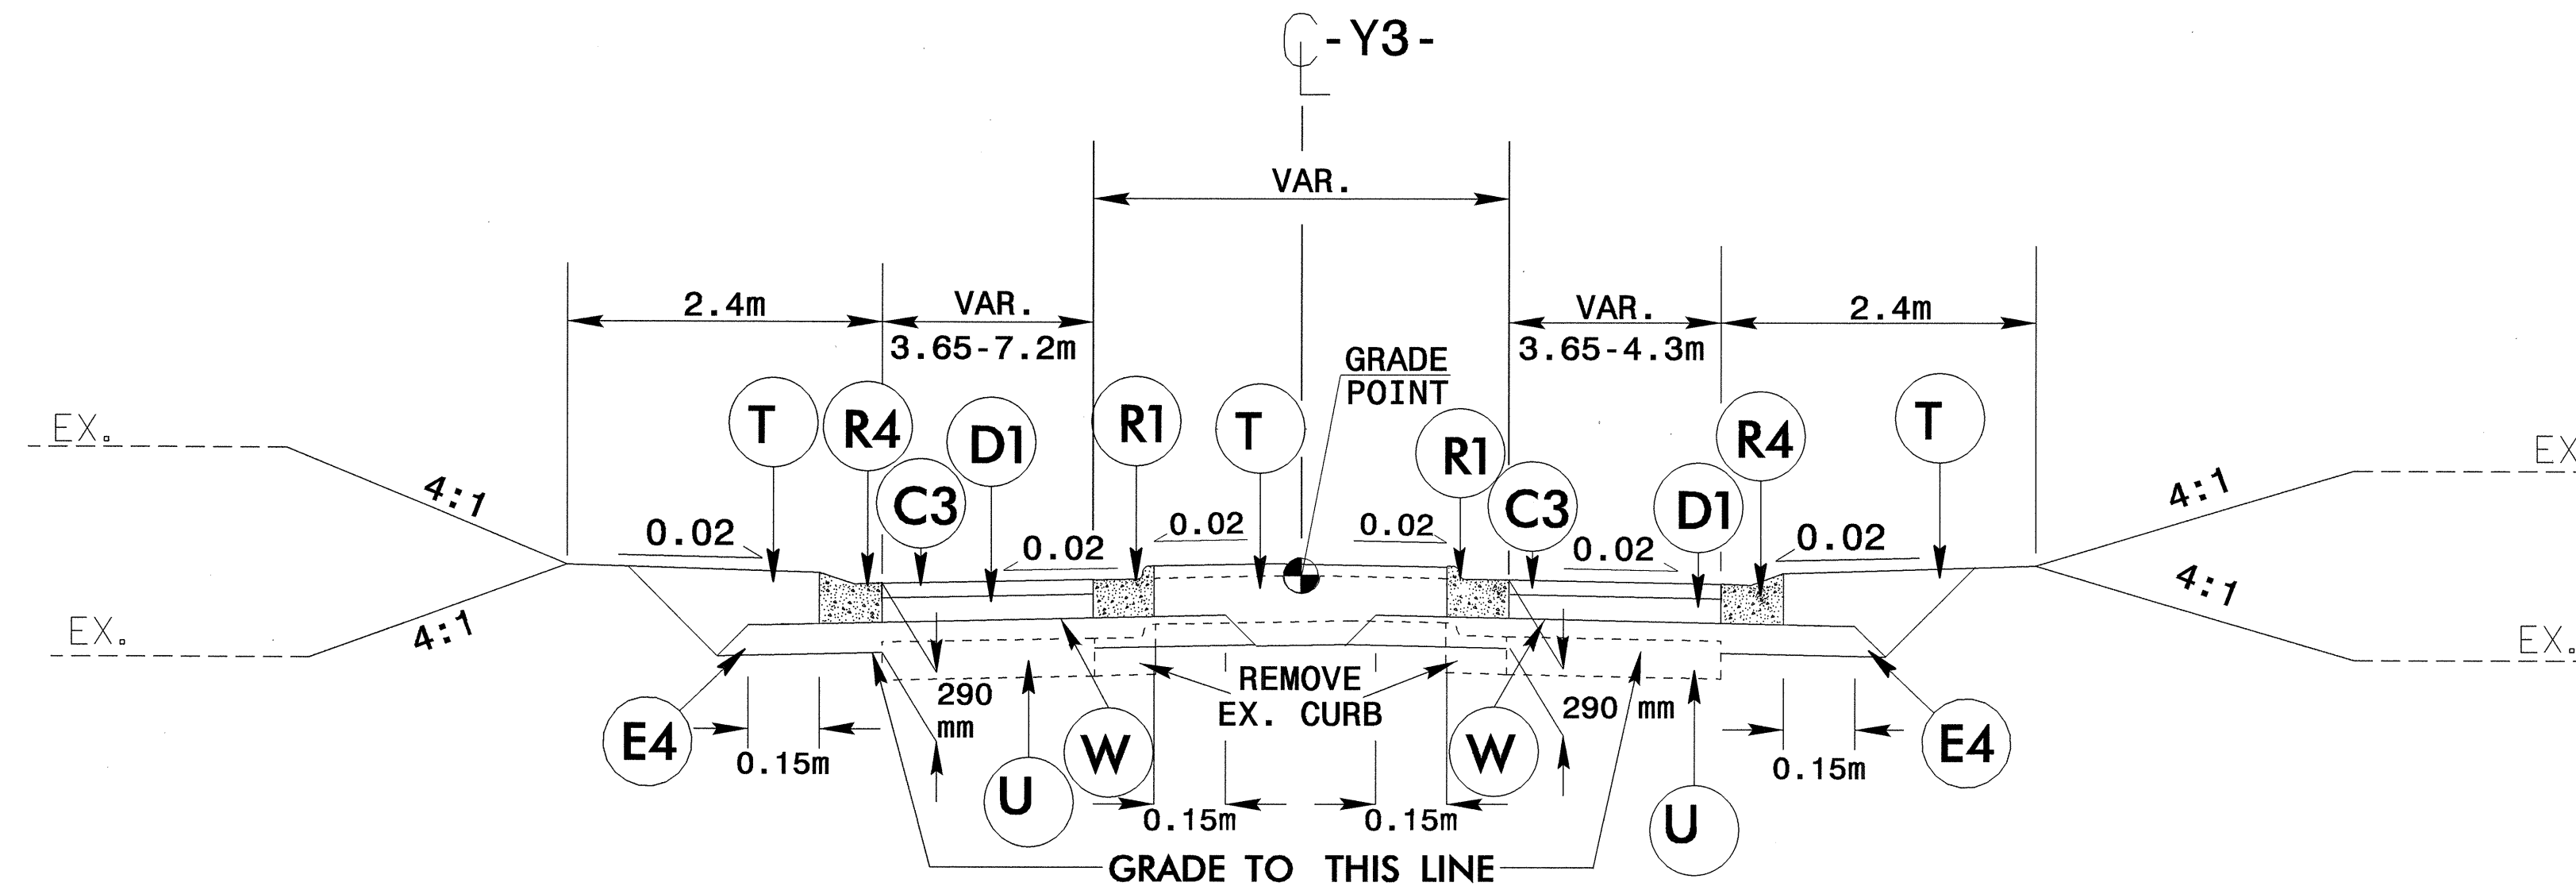 CL -Y3-
VAR.
2.4m
VAR.
3.65-7.2m
VAR.
3.65-4.3m
2.4m
GRADE
POINT
T
R4
C3
D1
R1
T
R1
C3
D1
R4
T
EX.
EX.
4:1
4:1
0.02
0.02
0.02
0.02
0.02
0.02
4:1
4:1
EX
EX.
E4
0.15m
290
mm
U
W
REMOVE
EX. CURB
0.15m
0.15m
W
290 mm
U
0.15m
E4
GRADE TO THIS LINE